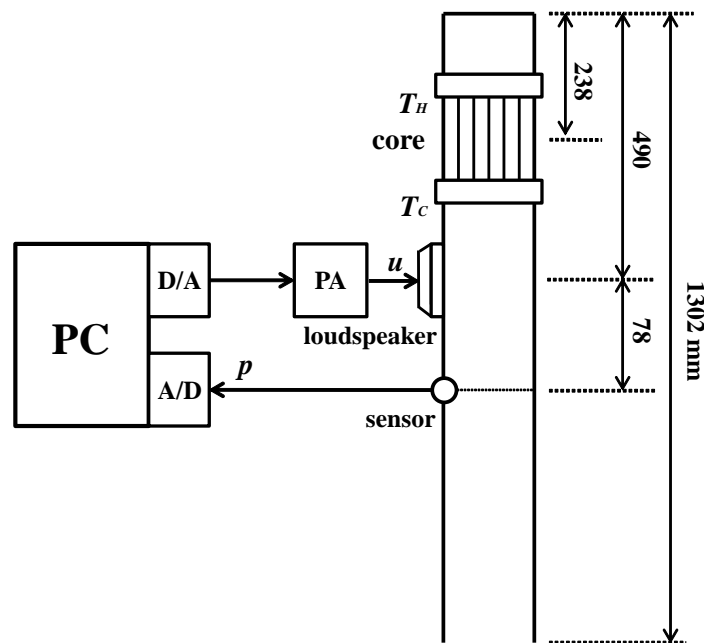 238
T_H
core
490
T_C
D/A
PA
u
loudspeaker
PC
1302 mm
78
A/D
p
sensor